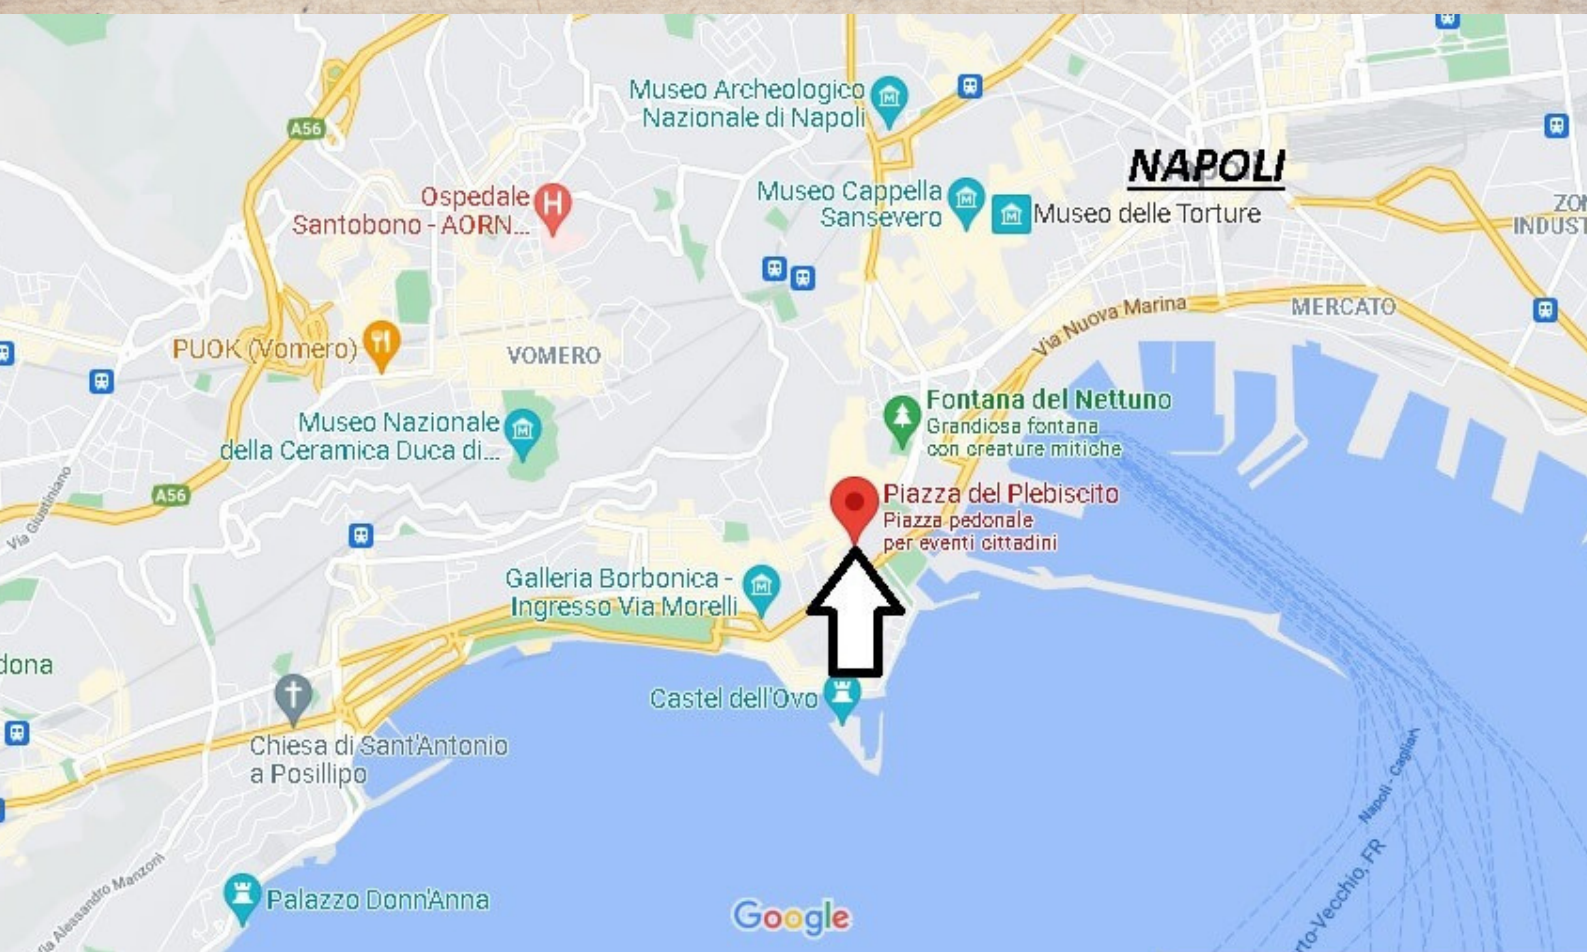 Museo Archeologico
Nazionale di Napoli
A56
NAPOLI
Ospedale
Santobono - AORN...
Museo Cappella
Sansevero
Museo delle Torture
INDUST
Via Nuova Marina
MERCATO
PUOK (Vomero)
VOMERO
Fontana del Nettuno
Grandiosa fontana
con creature mitiche
Museo Nazionale
della Ceramica Duca di...
A56
Via Giustiniano
Piazza del Plebiscito
Piazza pedonale
per eventi cittadini
Galleria Borbonica -
Ingresso Via Morelli
dona
Castel dell'Ovo
Chiesa di Sant'Antonio
a Posillipo
Napoli - Cagliari
rto-Vecchio, FR
Via Alessandro Manzoni
Palazzo Donn'Anna
Google